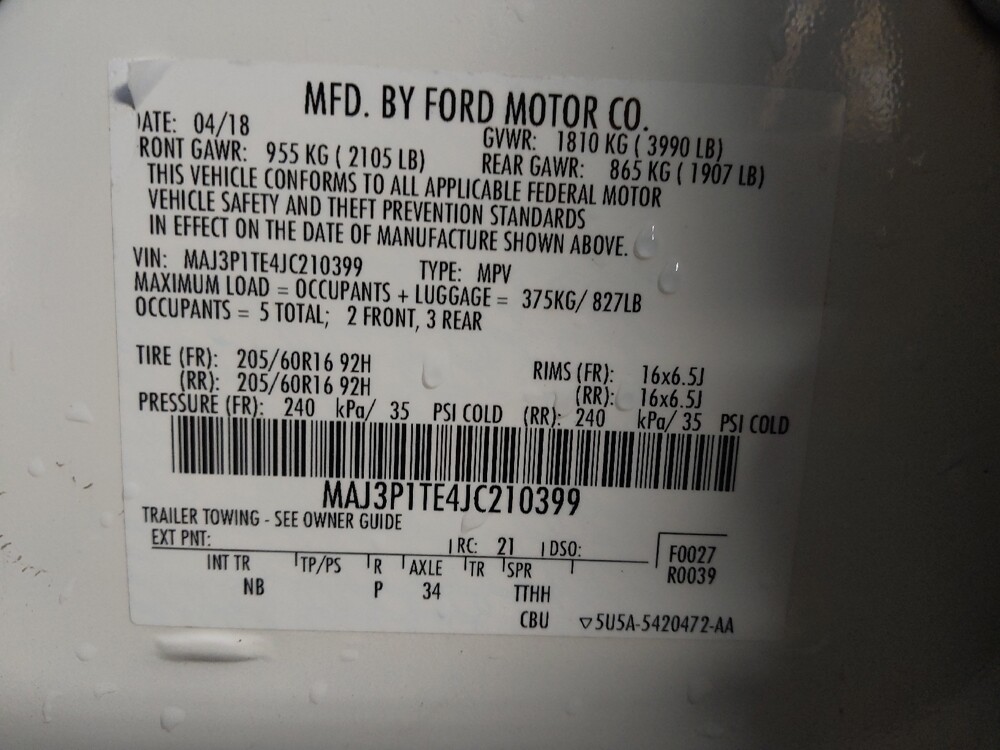 MFD. BY FORD MOTOR CO.
DATE: 04/18 GVWR: 1810 KG ( 3990 LB)
RONT GAWR: 955 KG ( 2105 LB) REAR GAWR: 865 KG ( 1907 LB)
THIS VEHICLE CONFORMS TO ALL APPLICABLE FEDERAL MOTOR
VEHICLE SAFETY AND THEFT PREVENTION STANDARDS
IN EFFECT ON THE DATE OF MANUFACTURE SHOWN ABOVE.
VIN: MAJ3P1TE4JC210399 TYPE: MPV
MAXIMUM LOAD = OCCUPANTS + LUGGAGE = 375KG/ 827LB
OCCUPANTS = 5 TOTAL; 2 FRONT, 3 REAR
TIRE (FR): 205/60R16 92H RIMS (FR): 16x6.5J
(RR): 205/60R16 92H (RR): 16x6.5J
PRESSURE (FR): 240 kPa/ 35 PSI COLD (RR): 240 kPa/ 35 PSI COLD
MAJ3P1TE4JC210399
TRAILER TOWING - SEE OWNER GUIDE
EXT PNT: RC: 21 DSO: F0027
R0039
INT TR TP/PS R AXLE TR SPR
NB P 34 TTHH
CBU ▽5U5A-5420472-AA